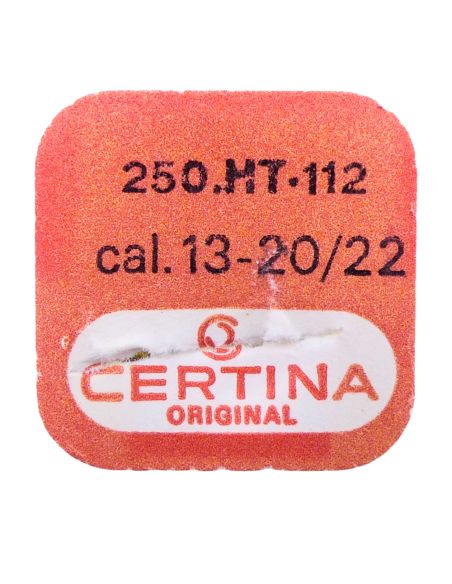 250.HT·112
cal.13-20/22
CERTINA
ORIGINAL